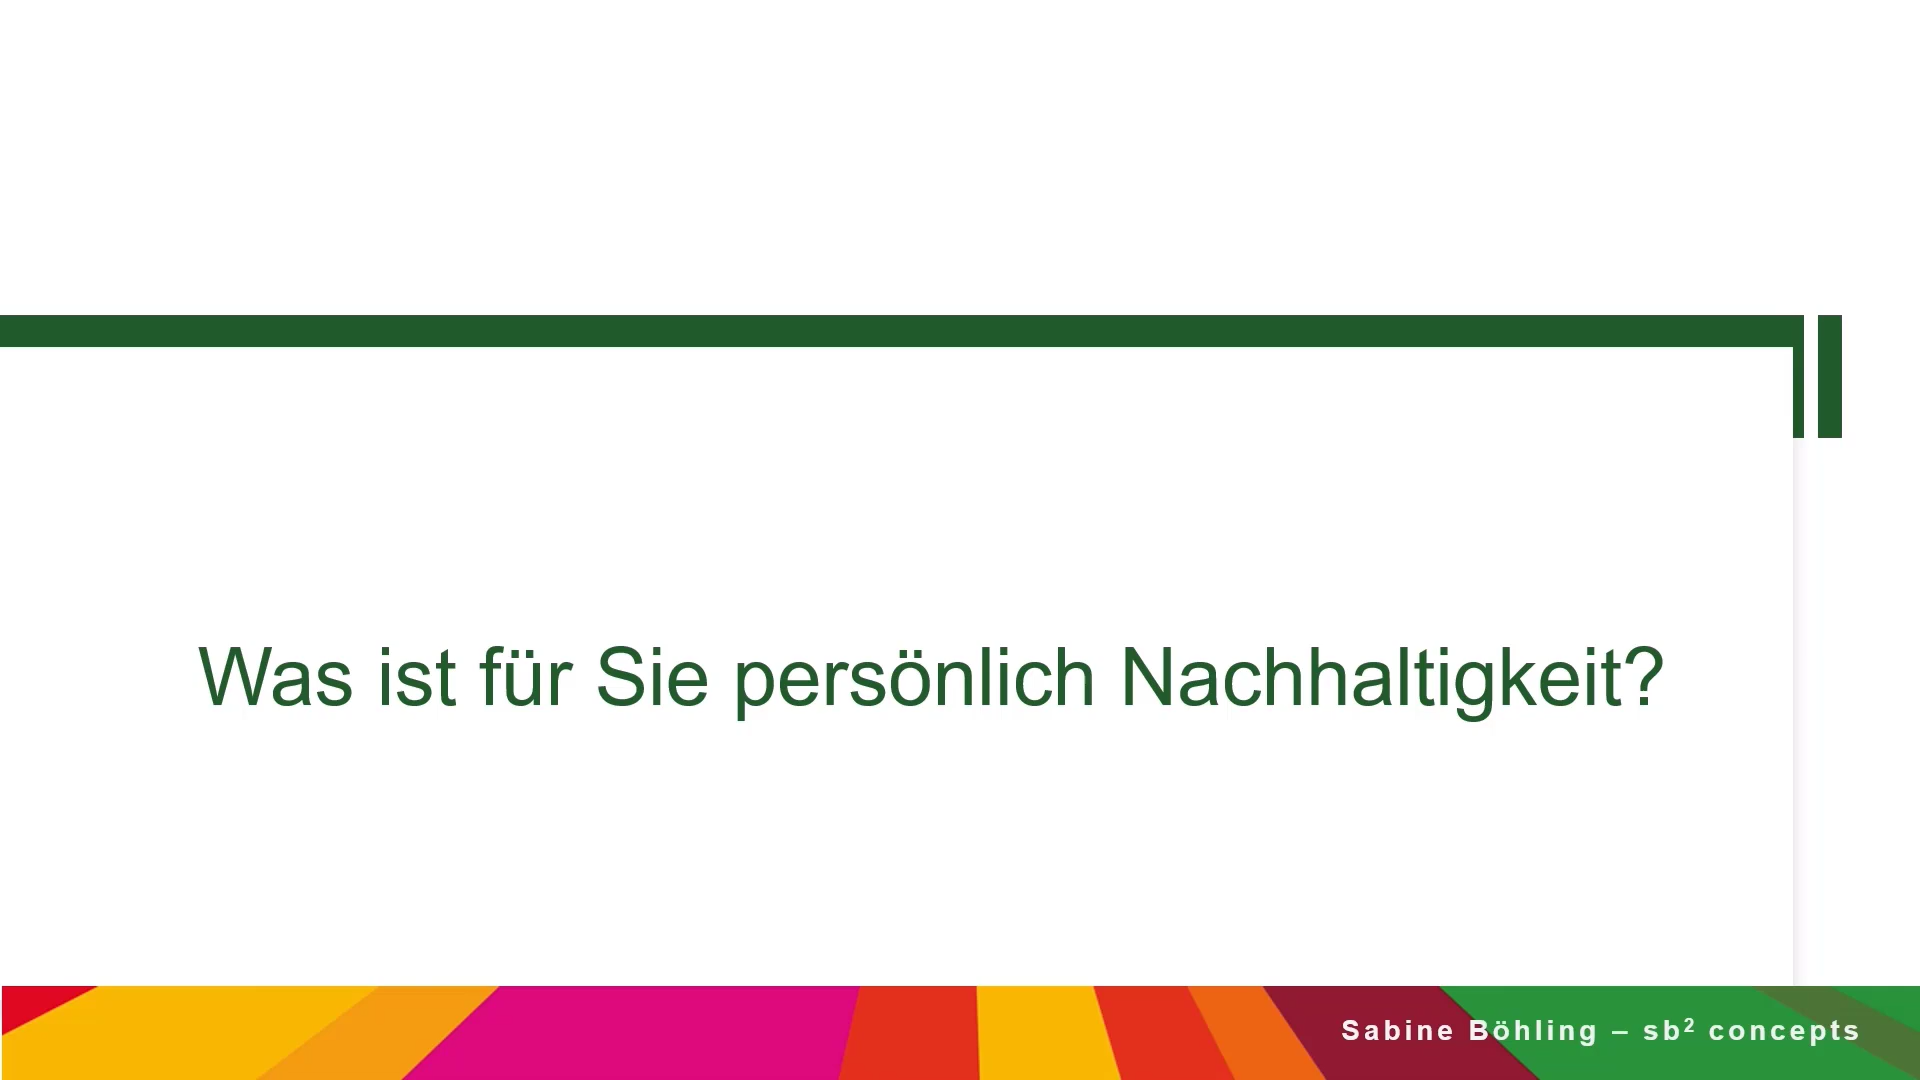 Was ist für Sie persönlich Nachhaltigkeit?
Sabine Böhling – sb² concepts